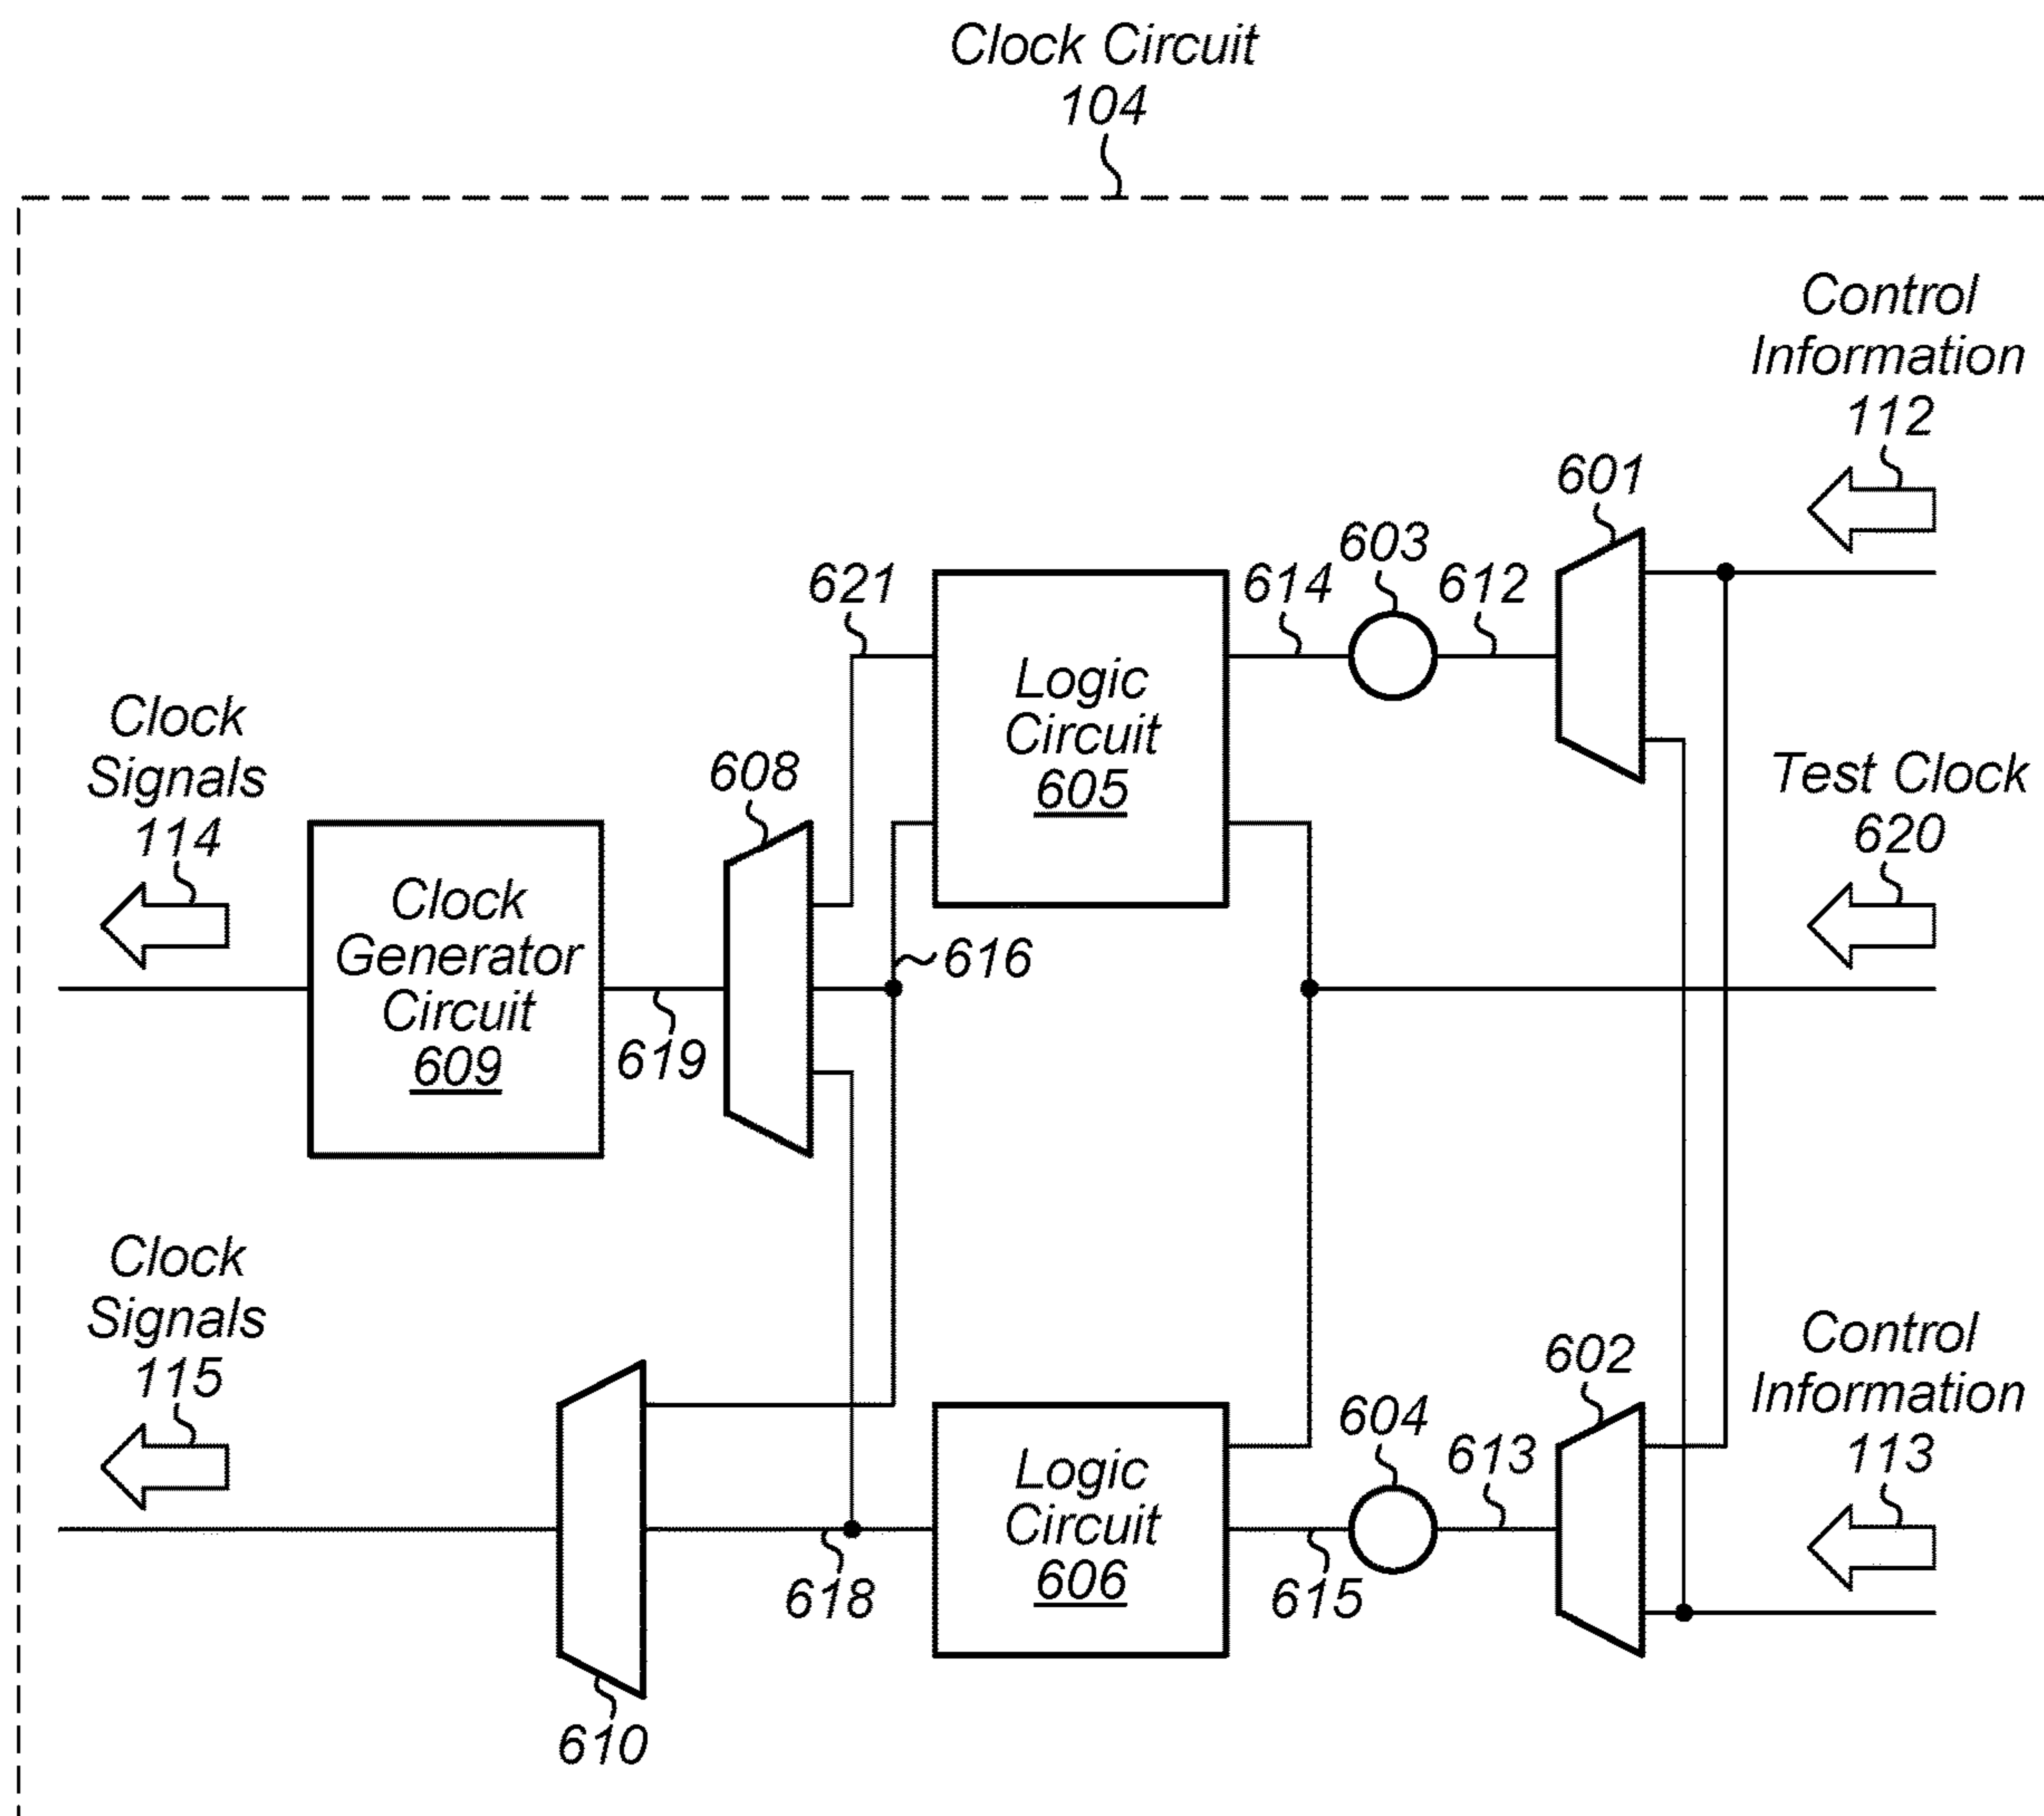 Clock Circuit
104
Control
Information
112
601
603
612
614
621
Logic
Circuit
605
Clock
Signals
114
608
Test Clock
620
Clock
Generator
Circuit
609
616
619
Clock
Signals
115
602
Control
Information
113
604
613
Logic
Circuit
606
618
615
610